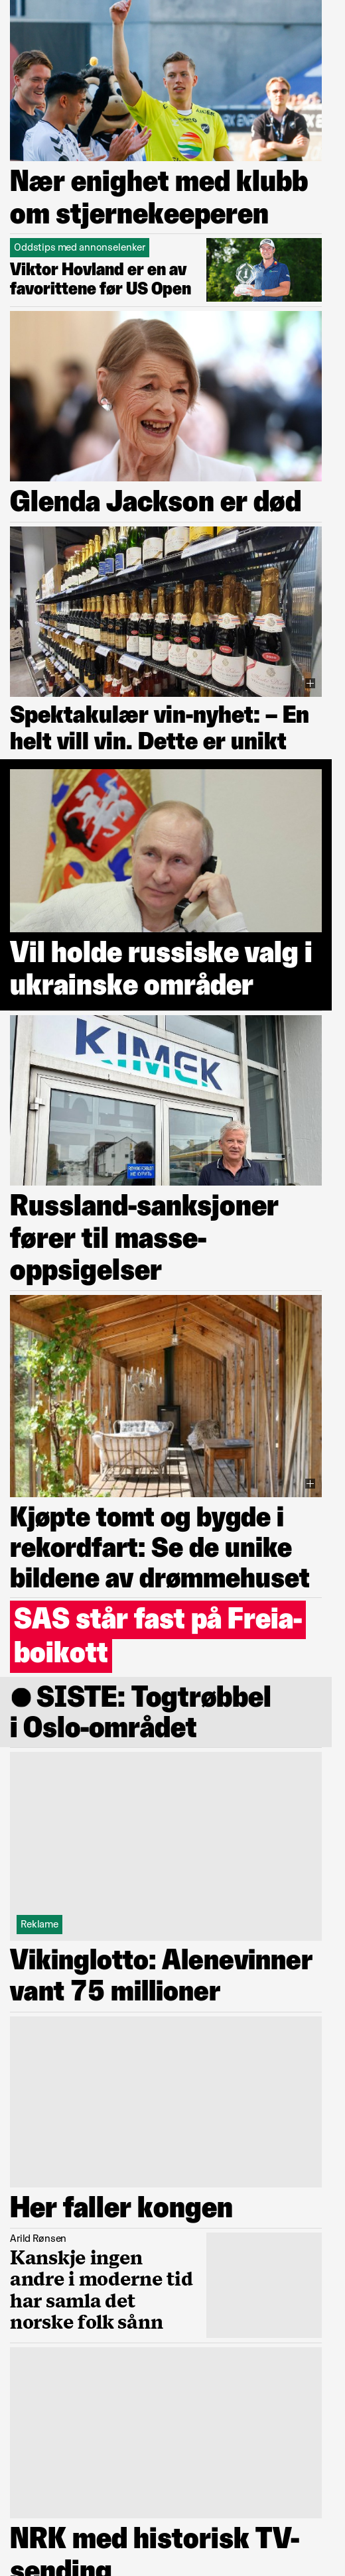 Nær enighet med klubb
om stjernekeeperen
Oddstips med annonselenker
Viktor Hovland er en av
favorittene før US Open
Glenda Jackson er død
Spektakulær vin-nyhet: – En
helt vill vin. Dette er unikt
Vil holde russiske valg i
ukrainske områder
KIMEK
Russland-sanksjoner
fører til masse-
oppsigelser
Kjøpte tomt og bygde i
rekordfart: Se de unike
bildene av drømmehuset
SAS står fast på Freia-
boikott
● SISTE: Togtrøbbel
i Oslo-området
Reklame
Vikinglotto: Alenevinner
vant 75 millioner
Her faller kongen
Arild Rønsen
Kanskje ingen
andre i moderne tid
har samla det
norske folk sånn
NRK med historisk TV-
sending